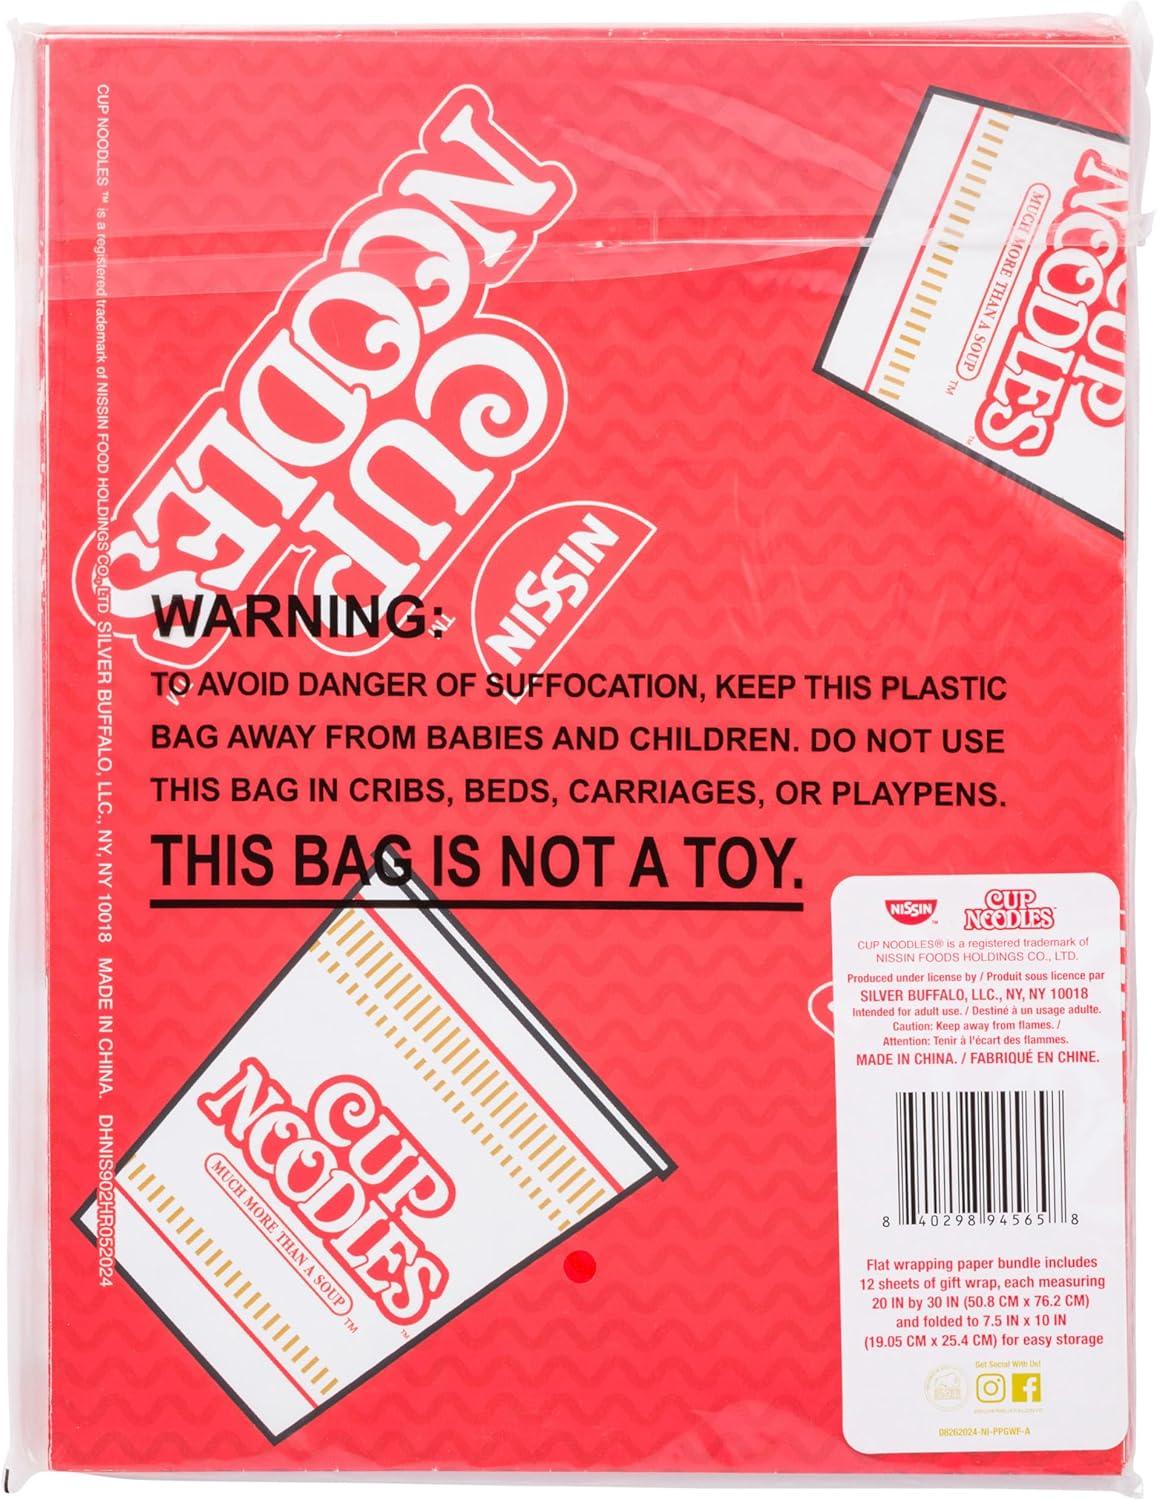 CUP NOODLES ™ is a registered trademark of NISSIN FOOD HOLDINGS CO., LTD SILVER BUFFALO, LLC., NY, NY 10018 MADE IN CHINA. DHNIS902HR052024
CUP
NOODLES
TM
NISSIN
TM
CUP
NOODLES
TM
MUCH MORE THAN A SOUP
TM
WARNING:
TO AVOID DANGER OF SUFFOCATION, KEEP THIS PLASTIC
BAG AWAY FROM BABIES AND CHILDREN. DO NOT USE
THIS BAG IN CRIBS, BEDS, CARRIAGES, OR PLAYPENS.
THIS BAG IS NOT A TOY.
CUP
NOODLES
TM
MUCH MORE THAN A SOUP
TM
NISSIN
TM
CUP
NOODLES
CUP NOODLES® is a registered trademark of
NISSIN FOODS HOLDINGS CO., LTD.
Produced under license by / Produit sous licence par
SILVER BUFFALO, LLC., NY, NY 10018
Intended for adult use. / Destiné à un usage adulte.
Caution: Keep away from flames. /
Attention: Tenir à l'écart des flammes.
MADE IN CHINA. / FABRIQUÉ EN CHINE.
8 40298 94565 8
Flat wrapping paper bundle includes
12 sheets of gift wrap, each measuring
20 IN by 30 IN (50.8 CM x 76.2 CM)
and folded to 7.5 IN x 10 IN
(19.05 CM x 25.4 CM) for easy storage
Get Social With Us!
D8262024-NI-PPGWF-A